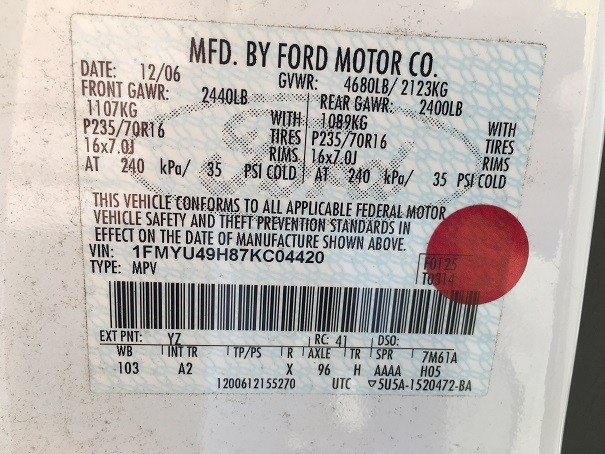 MFD. BY FORD MOTOR CO.
DATE: 12/06 GVWR: 4680LB/ 2123KG
FRONT GAWR: 2440LB REAR GAWR: 2400LB
1107KG WITH 1089KG WITH
P235/70R16 TIRES P235/70R16 TIRES
16x7.0J RIMS 16x7.0J RIMS
AT 240 kPa/ 35 PSI COLD AT 240 kPa/ 35 PSI COLD
THIS VEHICLE CONFORMS TO ALL APPLICABLE FEDERAL MOTOR
VEHICLE SAFETY AND THEFT PREVENTION STANDARDS IN
EFFECT ON THE DATE OF MANUFACTURE SHOWN ABOVE.
VIN: 1FMYU49H87KC04420
TYPE: MPV
F0125
T0314
EXT PNT: YZ RC: 41 DSO:
WB INT TR TP/PS R AXLE TR SPR 7M61A
103 A2 X 96 H AAAA H05
1200612155270 UTC ▽5U5A-1520472-BA
Ford